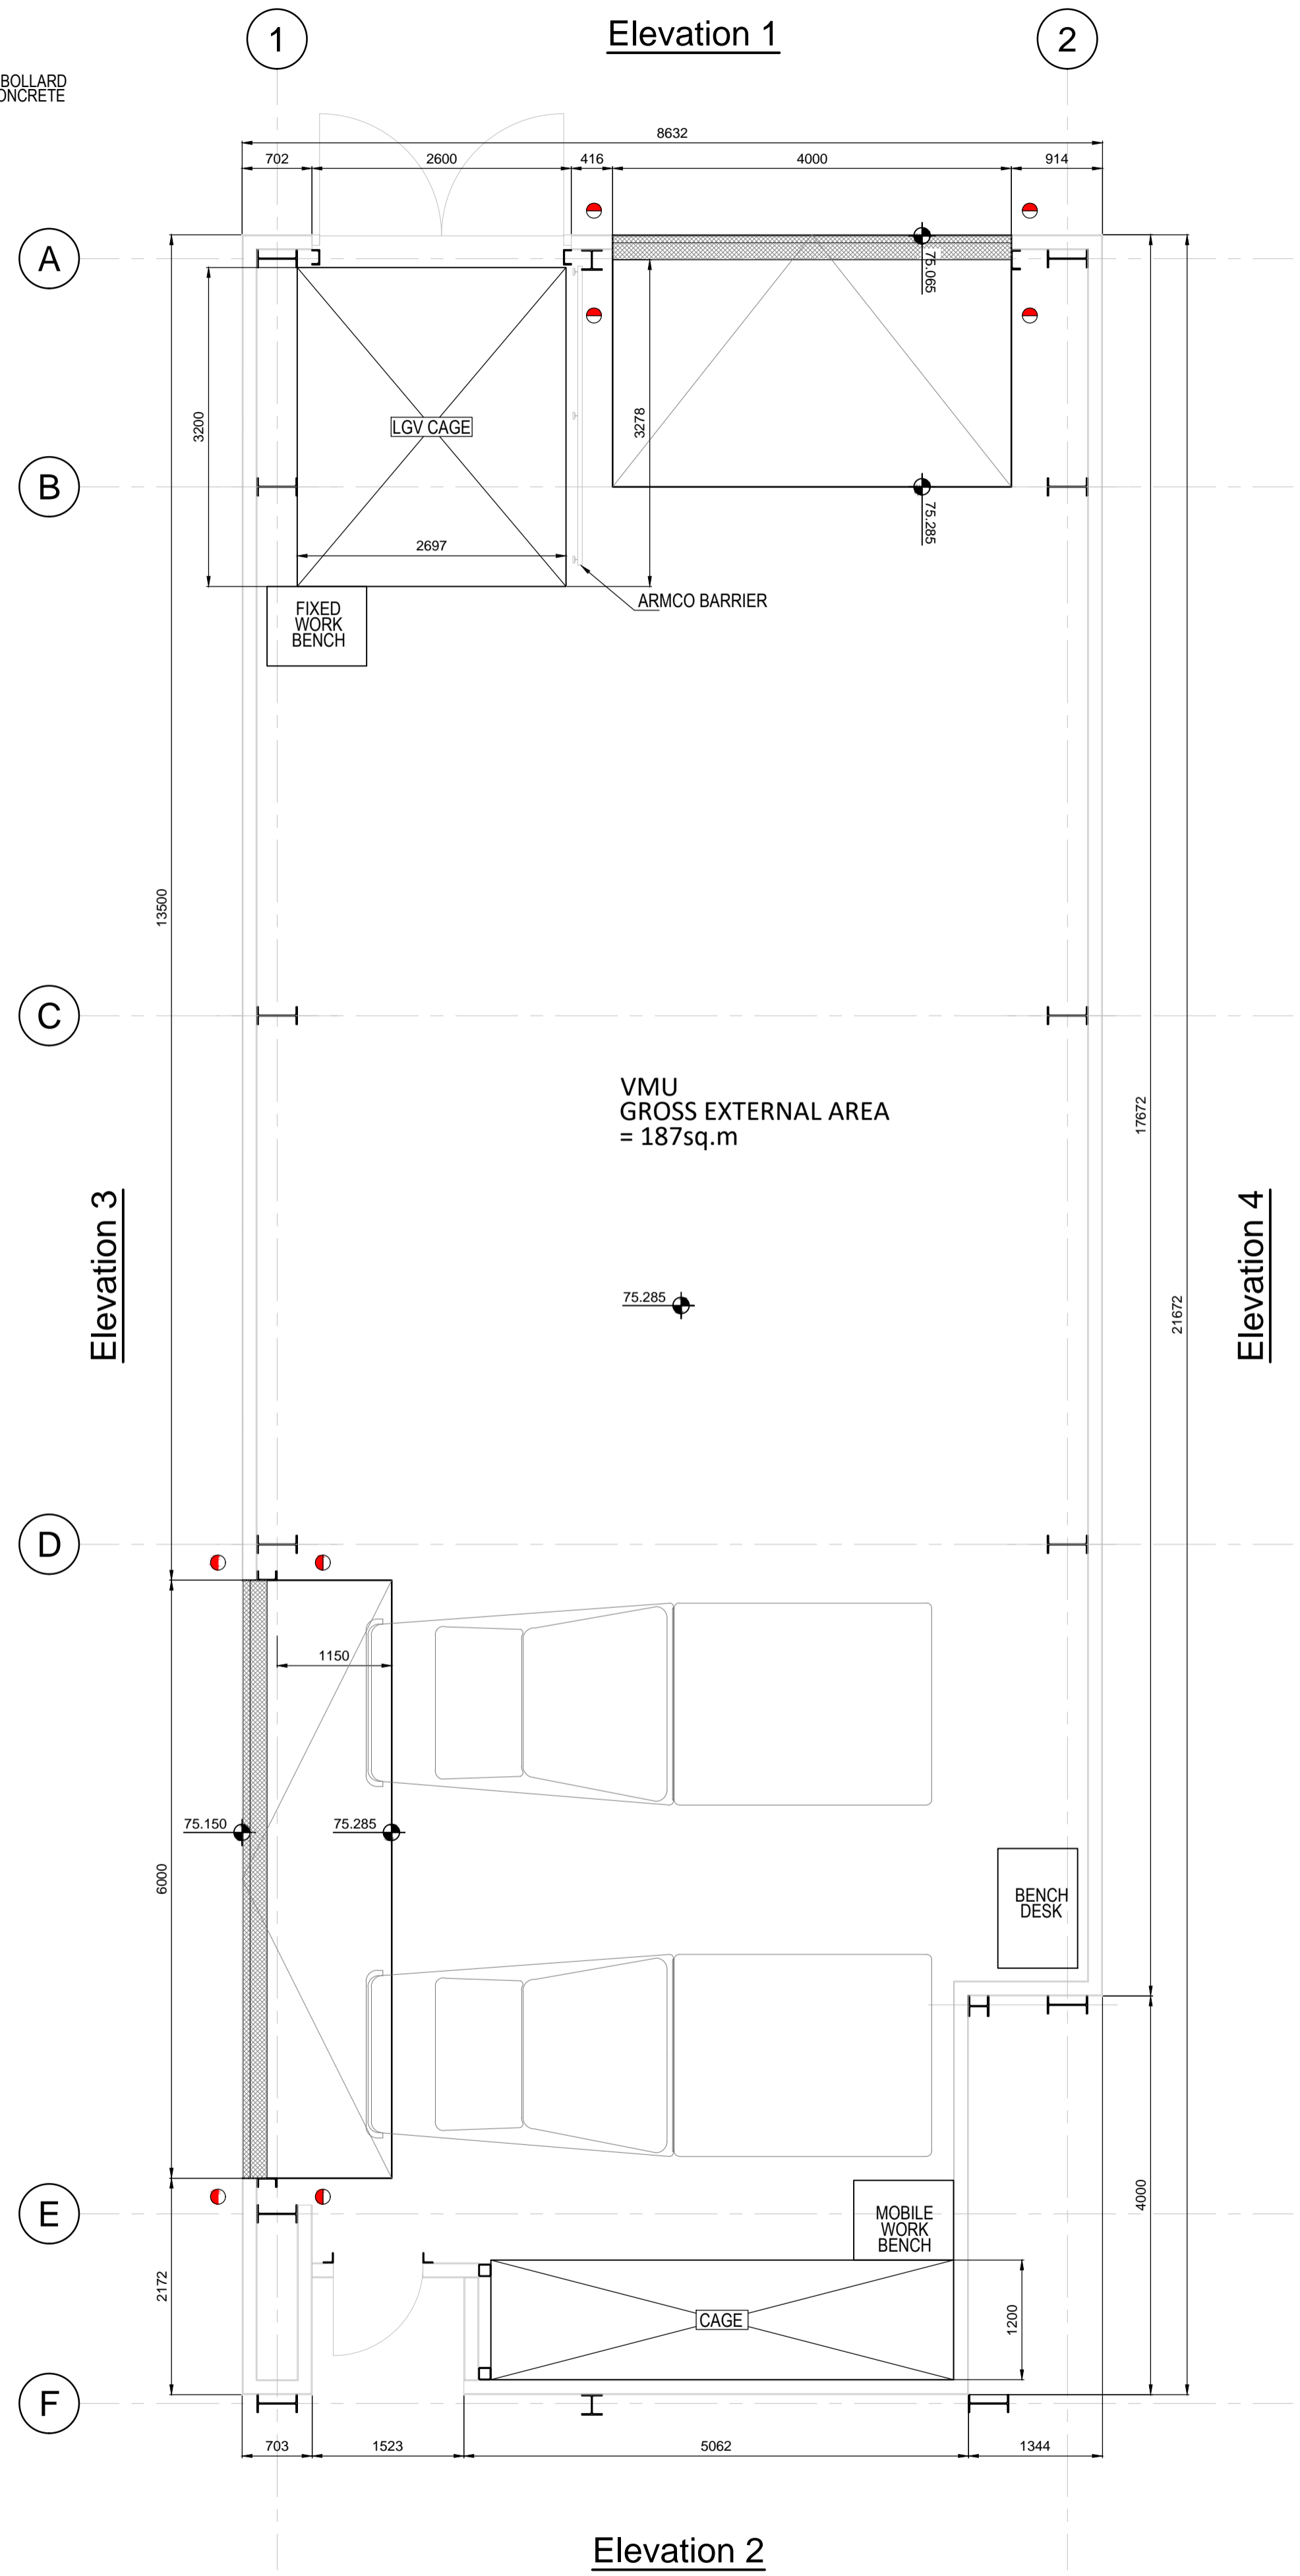 1
Elevation 1
2
BOLLARD
ONCRETE
8632
702
2600
416
4000
914
A
75.065
3200
LGV CAGE
3278
B
75.285
2697
ARMCO BARRIER
FIXED
WORK
BENCH
13500
C
VMU
GROSS EXTERNAL AREA
= 187sq.m
17672
Elevation 3
Elevation 4
75.285
21672
D
1150
75.150
75.285
6000
BENCH
DESK
E
4000
MOBILE
WORK
BENCH
2172
CAGE
1200
F
703
1523
5062
1344
Elevation 2